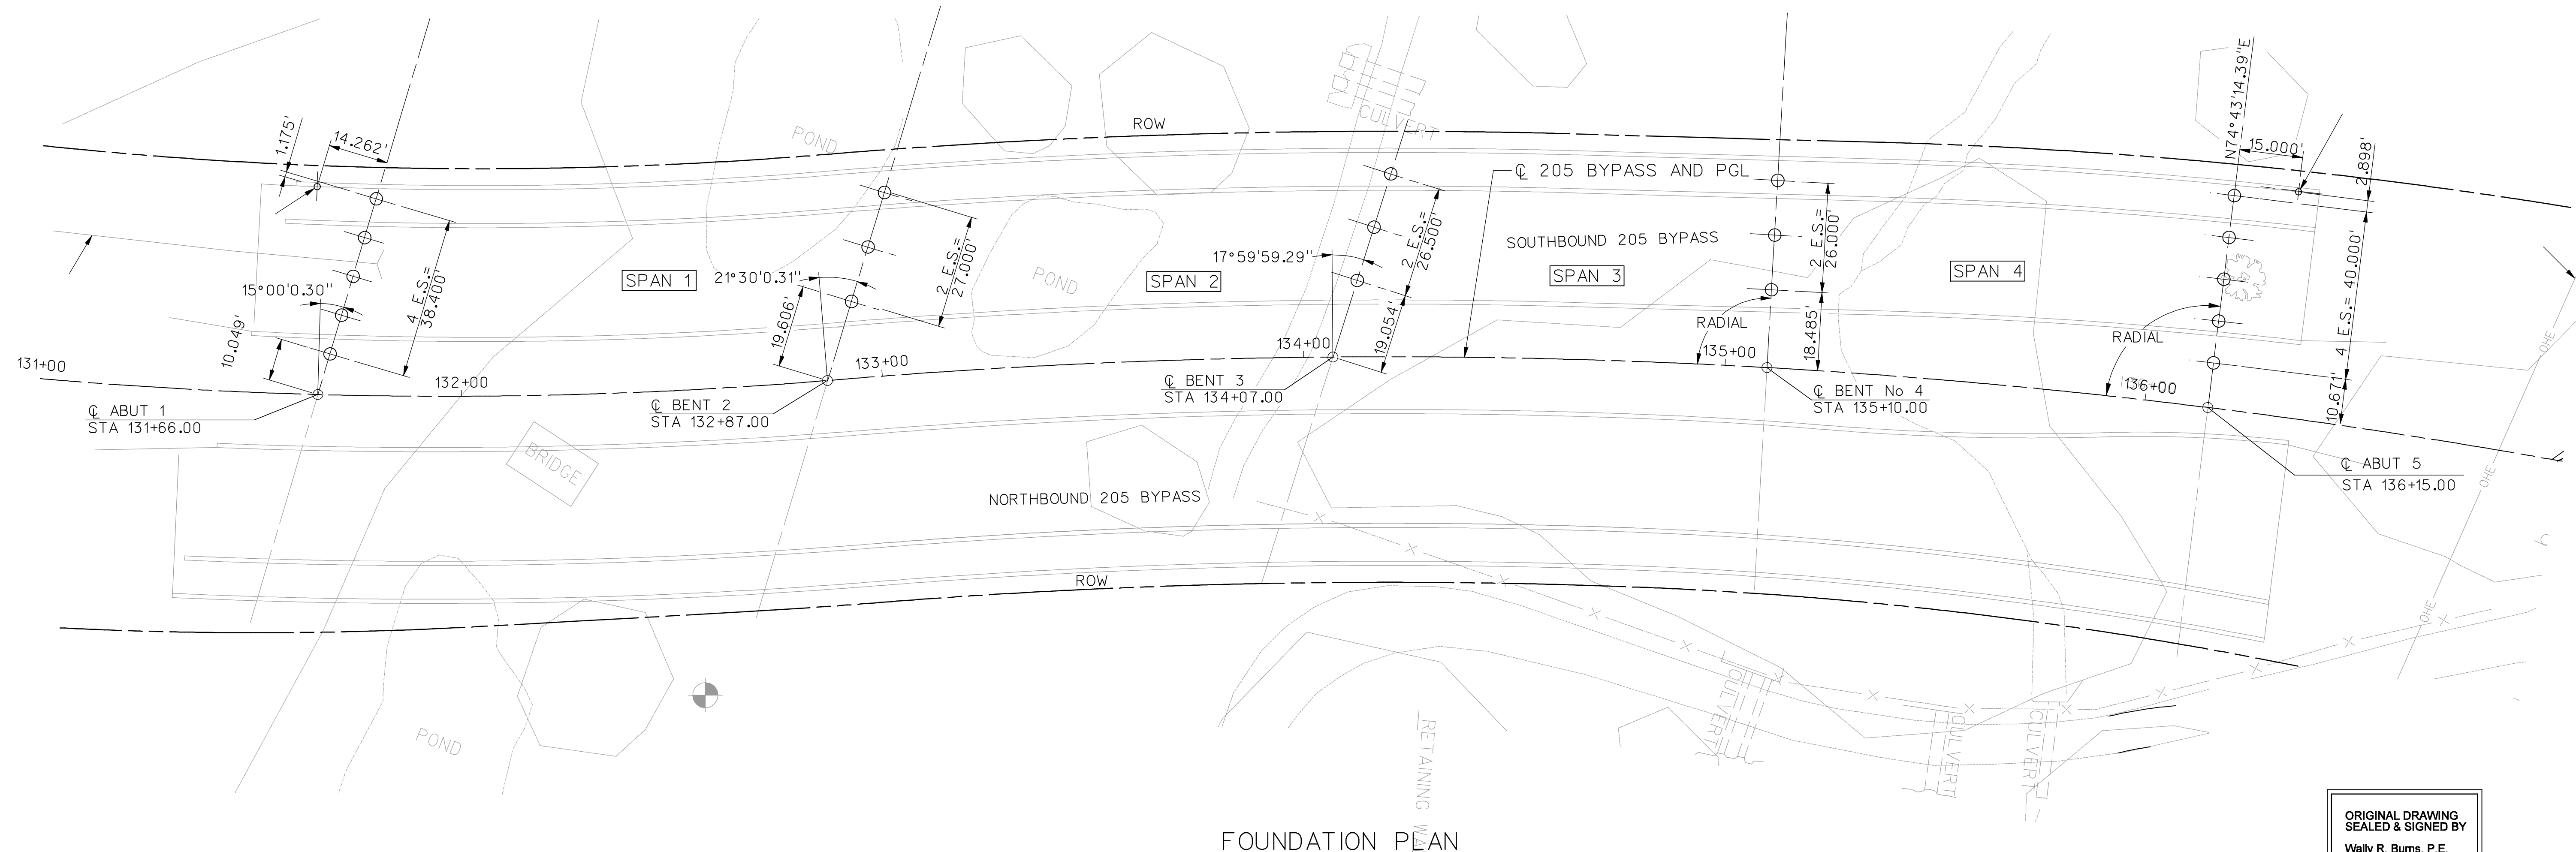 1.175'
14.262'
15°00'0.30"
10.049'
4 E.S.=
38.400'
131+00
132+00
℄ ABUT 1
STA 131+66.00
POND
ROW
SPAN 1
21°30'0.31"
19.606'
2 E.S.=
27.000'
133+00
℄ BENT 2
STA 132+87.00
BRIDGE
POND
SPAN 2
CULVERT
17°59'59.29"
2 E.S.=
26.500'
19.054'
134+00
℄ BENT 3
STA 134+07.00
℄ 205 BYPASS AND PGL
SOUTHBOUND 205 BYPASS
SPAN 3
RADIAL
2 E.S.=
26.000'
18.485'
135+00
℄ BENT No 4
STA 135+10.00
SPAN 4
N74°43'14.39"E
15.000'
2.898'
4 E.S.= 40.000'
RADIAL
10.671'
136+00
℄ ABUT 5
STA 136+15.00
OHE
OHE
OHE
NORTHBOUND 205 BYPASS
ROW
POND
CULVERT
CULVERT
CULVERT
RETAINING
FOUNDATION PLAN
ORIGINAL DRAWING
SEALED & SIGNED BY
Wally R. Burns, P.E.